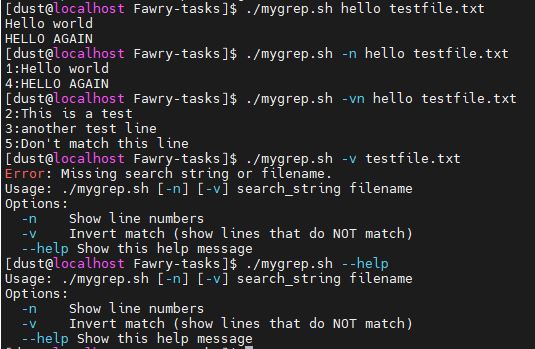 [dust@localhost Fawry-tasks]$ ./mygrep.sh hello testfile.txt
Hello world
HELLO AGAIN
[dust@localhost Fawry-tasks]$ ./mygrep.sh -n hello testfile.txt
1:Hello world
4:HELLO AGAIN
[dust@localhost Fawry-tasks]$ ./mygrep.sh -vn hello testfile.txt
2:This is a test
3:another test line
5:Don't match this line
[dust@localhost Fawry-tasks]$ ./mygrep.sh -v testfile.txt
Error: Missing search string or filename.
Usage: ./mygrep.sh [-n] [-v] search_string filename
Options:
  -n    Show line numbers
  -v    Invert match (show lines that do NOT match)
  --help Show this help message
[dust@localhost Fawry-tasks]$ ./mygrep.sh --help
Usage: ./mygrep.sh [-n] [-v] search_string filename
Options:
  -n    Show line numbers
  -v    Invert match (show lines that do NOT match)
  --help Show this help message